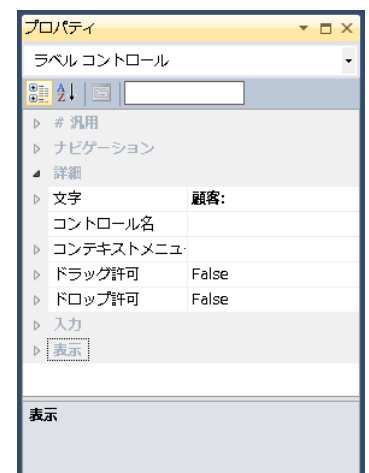 プロパティ
ラベル コントロール
# 汎用
ナビゲーション
詳細
文字 顧客:
コントロール名
コンテキストメニュー
ドラッグ許可 False
ドロップ許可 False
入力
表示
表示